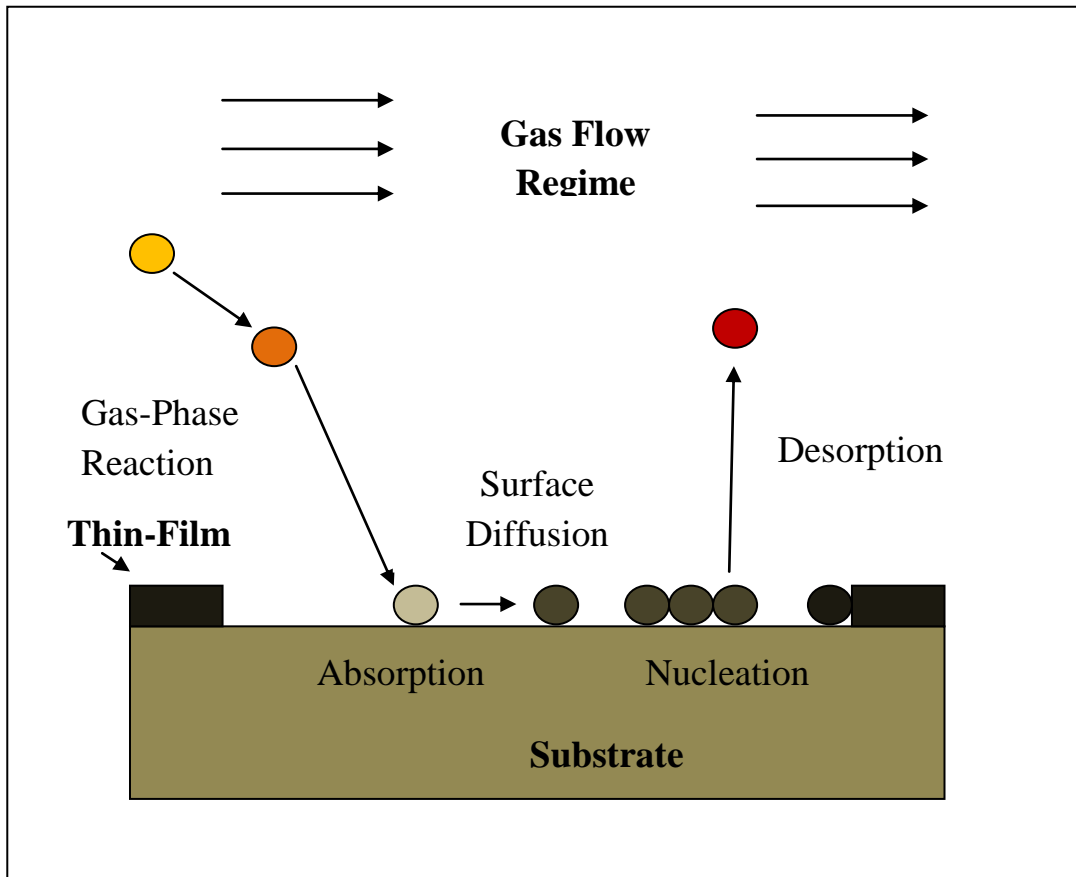 Gas Flow
Regime
Gas-Phase
Reaction
Desorption
Surface
Diffusion
Thin-Film
Absorption
Nucleation
Substrate